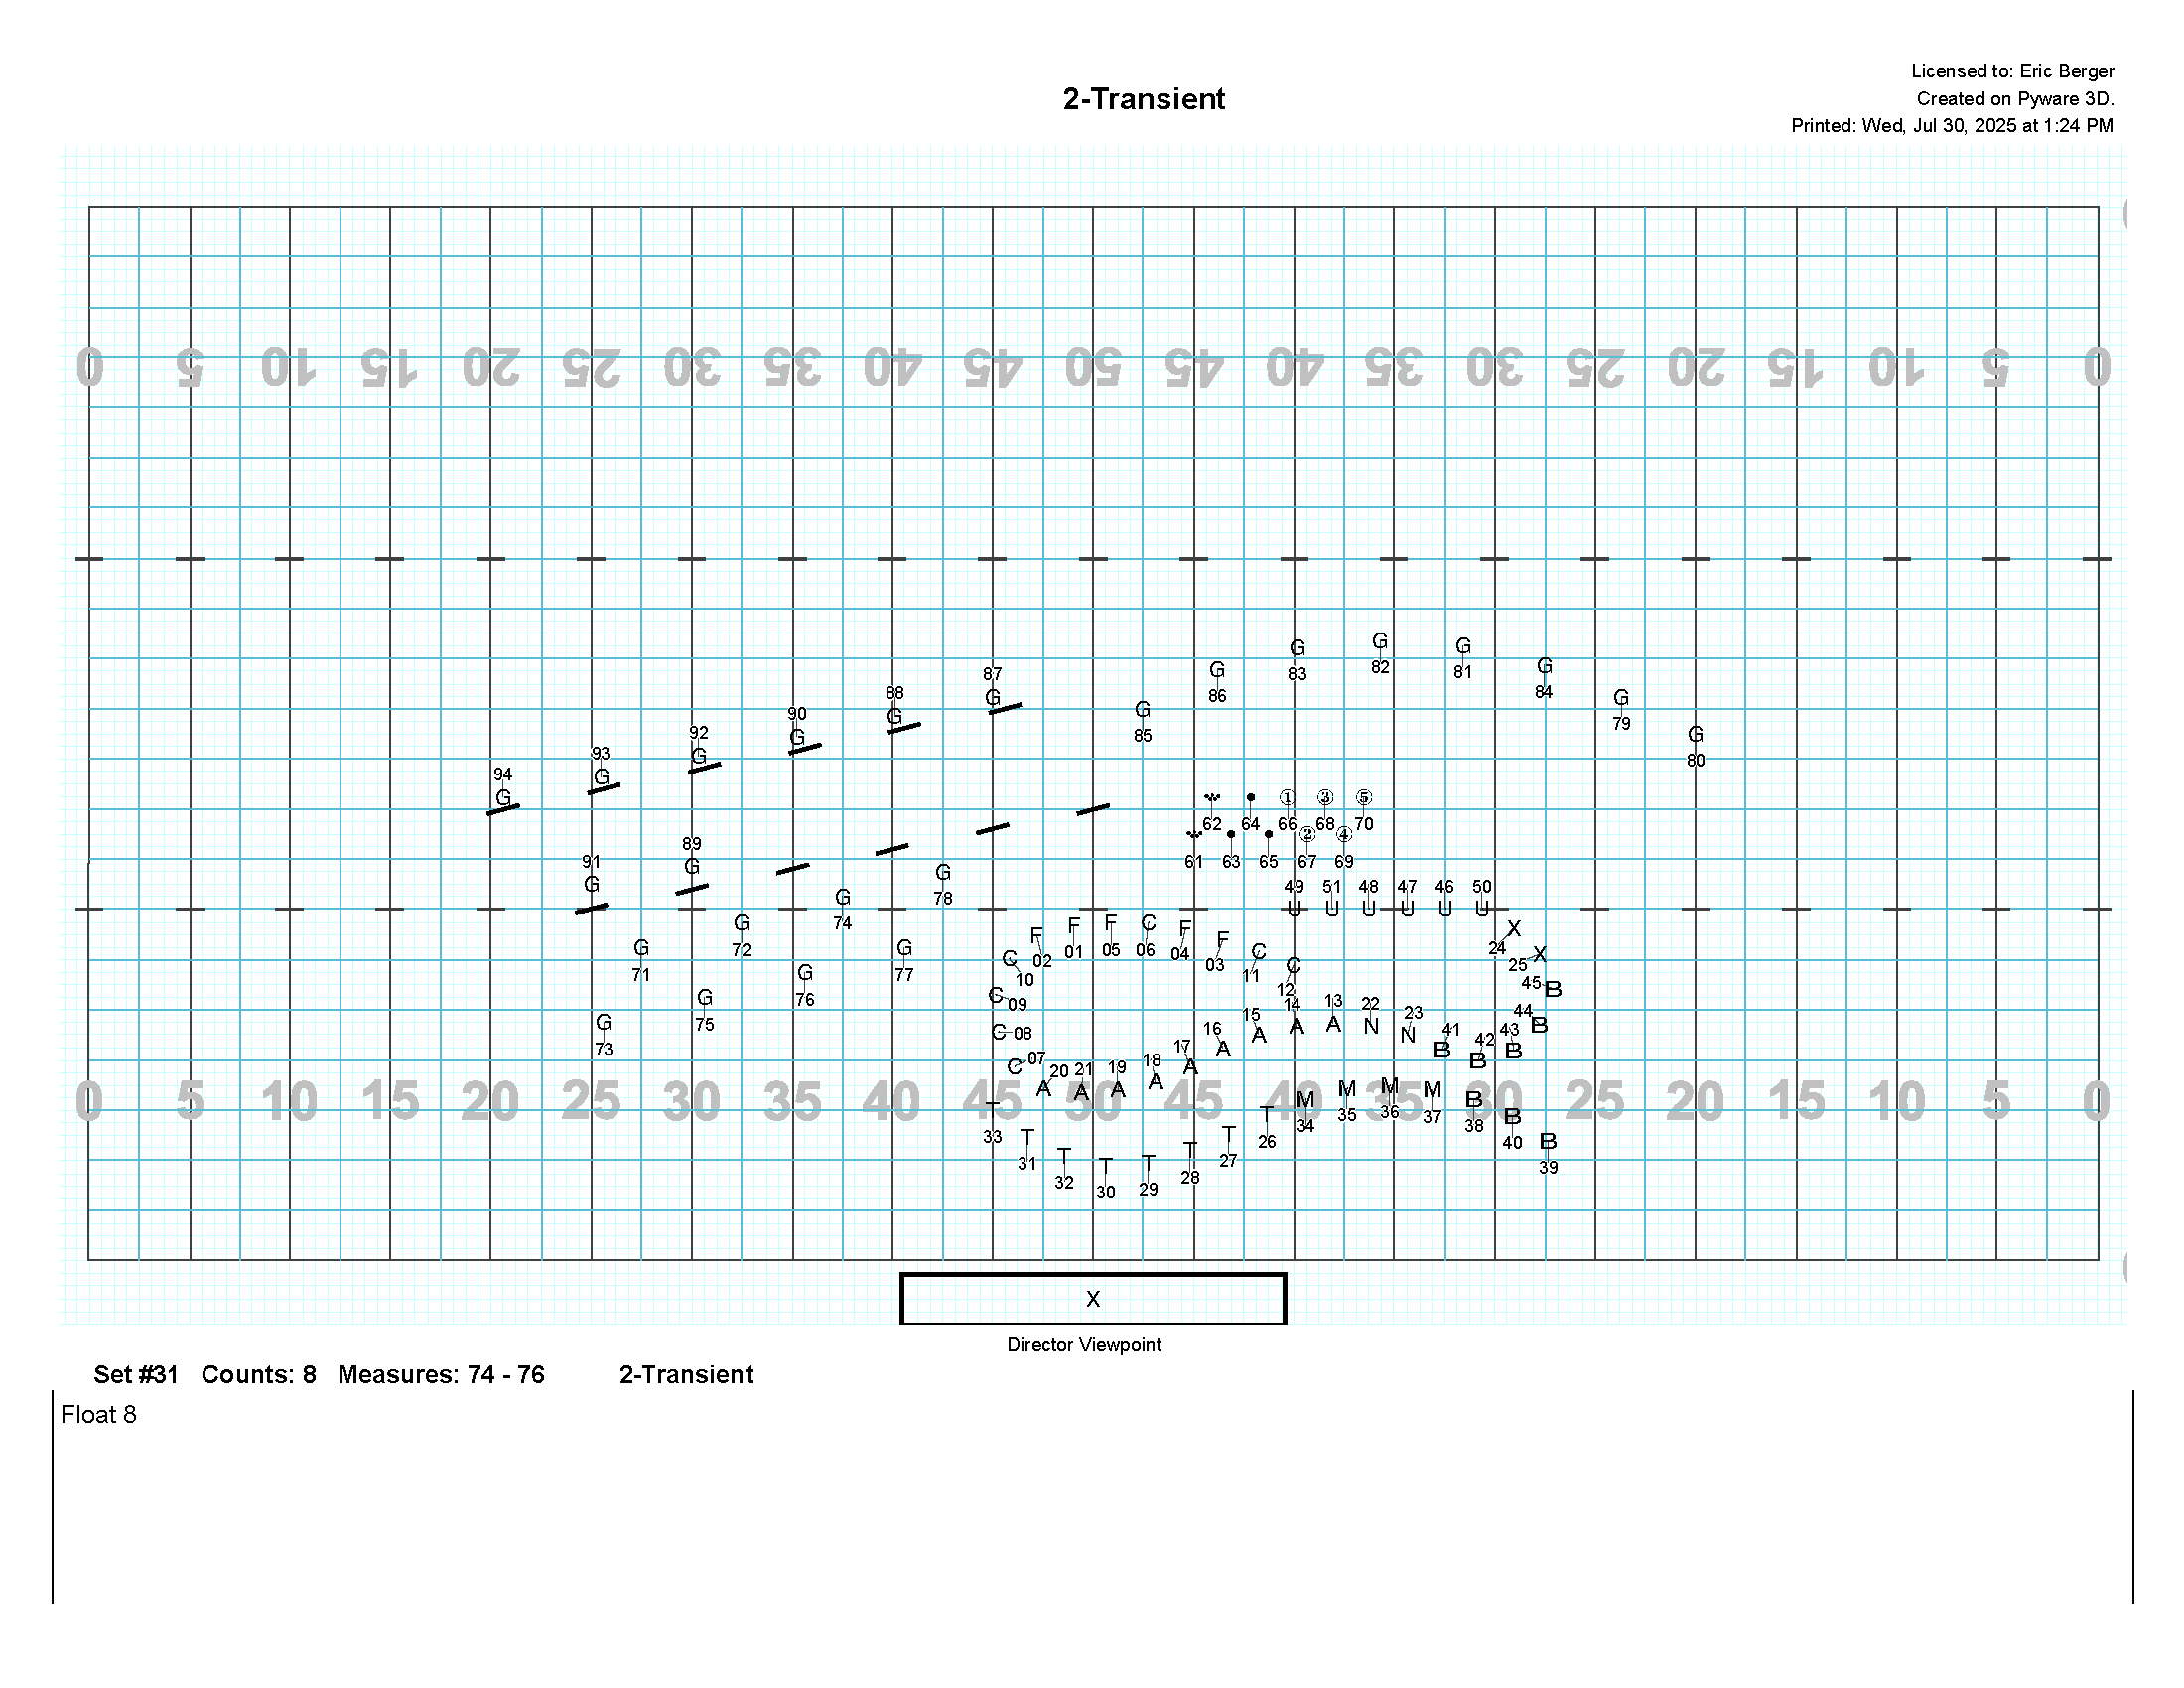 Licensed to: Eric Berger
2-Transient
Created on Pyware 3D.
Printed: Wed, Jul 30, 2025 at 1:24 PM
0 5 10 15 20 25 30 35 40 45 50 45 40 35 30 25 20 15 10 5 0
G 83
G 82
G 81
G 86
G 84
87 G
G 79
88 G
G 85
90 G
92 G
G 80
93 G
94 G
62 64 ① 66 ③ 68 ⑤ 70
61 63 65 ② 67 ④ 69
89 G
91 G
G 78
49 51 48 47 46 50
U U U U U U
G 74
G 72
F 02 F 01 F 05 C 06 F 04 F 03 C 11 C 12
X 24
X 25
G 71
G 77
C 10
G 76
45 B
C 09
G 75
G 73
C 08
15 A 14 A 13 A 22 N 23 N
44 B
16 A
41 B 42 B 43 B
C 07
20 A 21 A 19 A 18 A 17 A
0 5 10 15 20 25 30 35 40 45 50 45 40 35 30 25 20 15 10 5 0
M 34 M 35 M 36 M 37 B 38
T 33
T 26
B 40
T 31
T 27
B 39
T 32 T 30 T 29 T 28
X
Director Viewpoint
Set #31 Counts: 8 Measures: 74 - 76 2-Transient
Float 8